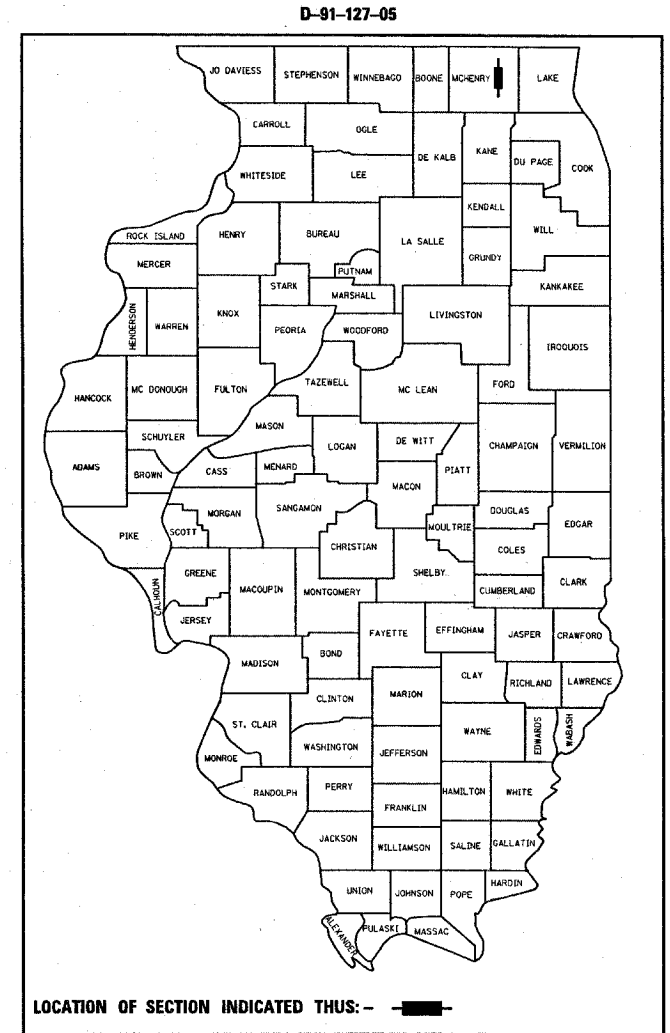 D-91-127-05
JO DAVIESS
STEPHENSON
WINNEBAGO
BOONE
MCHENRY
LAKE
CARROLL
OGLE
DE KALB
KANE
DU PAGE
COOK
WHITESIDE
LEE
KENDALL
ROCK ISLAND
HENRY
BUREAU
LA SALLE
WILL
GRUNDY
MERCER
PUTNAM
STARK
MARSHALL
KANKAKEE
HENDERSON
WARREN
KNOX
PEORIA
WOODFORD
LIVINGSTON
IROQUOIS
HANCOCK
MC DONOUGH
FULTON
TAZEWELL
MC LEAN
FORD
MASON
SCHUYLER
LOGAN
DE WITT
CHAMPAIGN
VERMILION
ADAMS
BROWN
CASS
MENARD
PIATT
MACON
MORGAN
SANGAMON
DOUGLAS
PIKE
SCOTT
CHRISTIAN
MOULTRIE
EDGAR
COLES
CALHOUN
GREENE
MACOUPIN
MONTGOMERY
SHELBY
CUMBERLAND
CLARK
JERSEY
FAYETTE
EFFINGHAM
JASPER
CRAWFORD
MADISON
BOND
CLAY
RICHLAND
LAWRENCE
CLINTON
MARION
ST. CLAIR
WAYNE
EDWARDS
WABASH
WASHINGTON
JEFFERSON
MONROE
RANDOLPH
PERRY
HAMILTON
WHITE
FRANKLIN
JACKSON
WILLIAMSON
SALINE
GALLATIN
UNION
JOHNSON
POPE
HARDIN
ALEXANDER
PULASKI
MASSAC
LOCATION OF SECTION INDICATED THUS: -